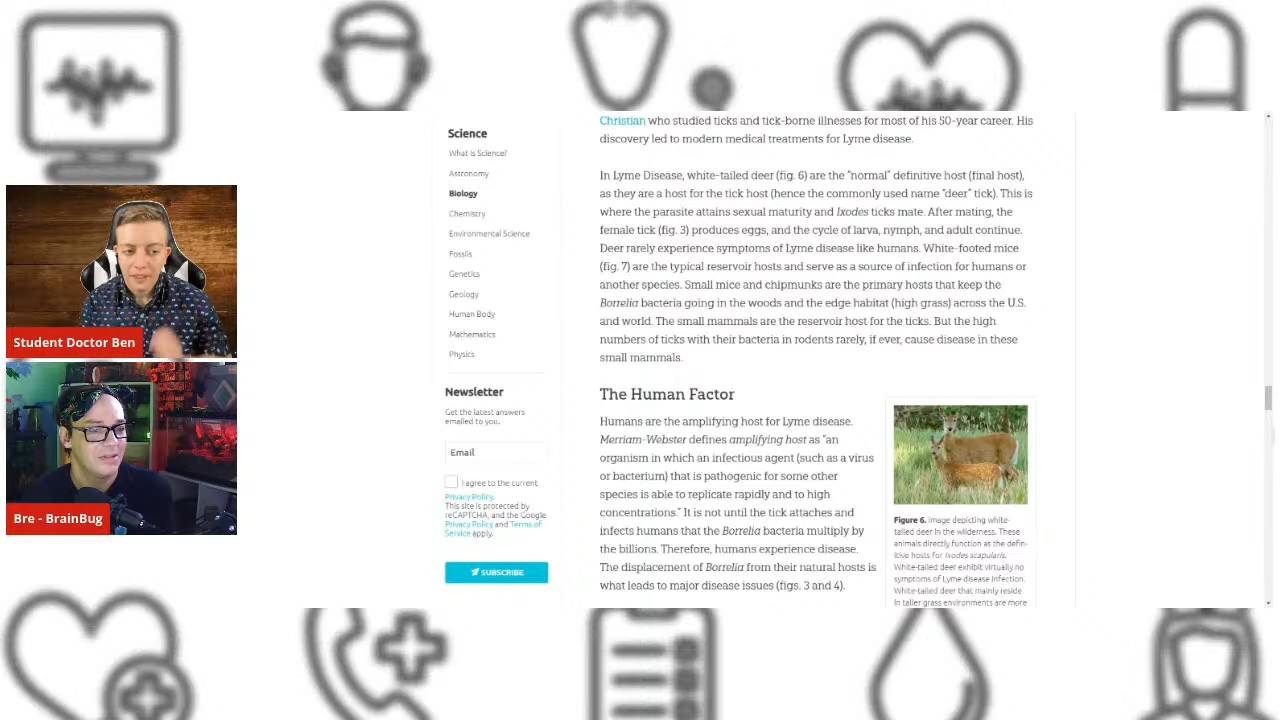 Student Doctor Ben
Bre - BrainBug
Science
What Is Science?
Astronomy
Biology
Chemistry
Environmental Science
Fossils
Genetics
Geology
Human Body
Mathematics
Physics
Newsletter
Get the latest answers
emailed to you.
Email
I agree to the current
Privacy Policy.
This site is protected by
reCAPTCHA, and the Google
Privacy Policy and Terms of
Service apply.
SUBSCRIBE
Christian who studied ticks and tick-borne illnesses for most of his 50-year career. His
discovery led to modern medical treatments for Lyme disease.
In Lyme Disease, white-tailed deer (fig. 6) are the “normal” definitive host (final host),
as they are a host for the tick host (hence the commonly used name “deer” tick). This is
where the parasite attains sexual maturity and Ixodes ticks mate. After mating, the
female tick (fig. 3) produces eggs, and the cycle of larva, nymph, and adult continue.
Deer rarely experience symptoms of Lyme disease like humans. White-footed mice
(fig. 7) are the typical reservoir hosts and serve as a source of infection for humans or
another species. Small mice and chipmunks are the primary hosts that keep the
Borrelia bacteria going in the woods and the edge habitat (high grass) across the U.S.
and world. The small mammals are the reservoir host for the ticks. But the high
numbers of ticks with their bacteria in rodents rarely, if ever, cause disease in these
small mammals.
The Human Factor
Humans are the amplifying host for Lyme disease.
Merriam-Webster defines amplifying host as “an
organism in which an infectious agent (such as a virus
or bacterium) that is pathogenic for some other
species is able to replicate rapidly and to high
concentrations.” It is not until the tick attaches and
infects humans that the Borrelia bacteria multiply by
the billions. Therefore, humans experience disease.
The displacement of Borrelia from their natural hosts is
what leads to major disease issues (figs. 3 and 4).
Figure 6. Image depicting white-
tailed deer in the wilderness. These
animals directly function as the defin-
itive hosts for Ixodes scapularis.
White-tailed deer exhibit virtually no
symptoms of Lyme disease infection.
White-tailed deer that mainly reside
in taller grass environments are more